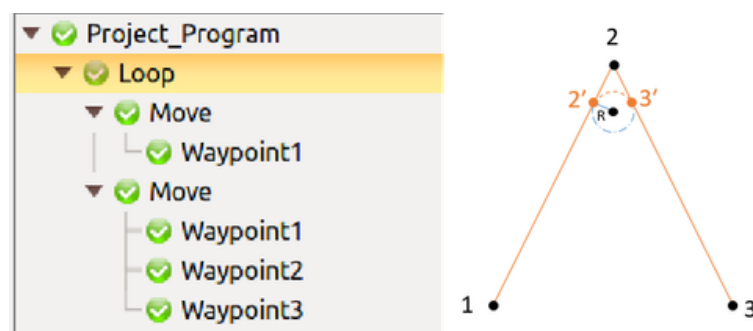 Project_Program
Loop
Move
Waypoint1
Move
Waypoint1
Waypoint2
Waypoint3
2
2' 3'
R
1 3